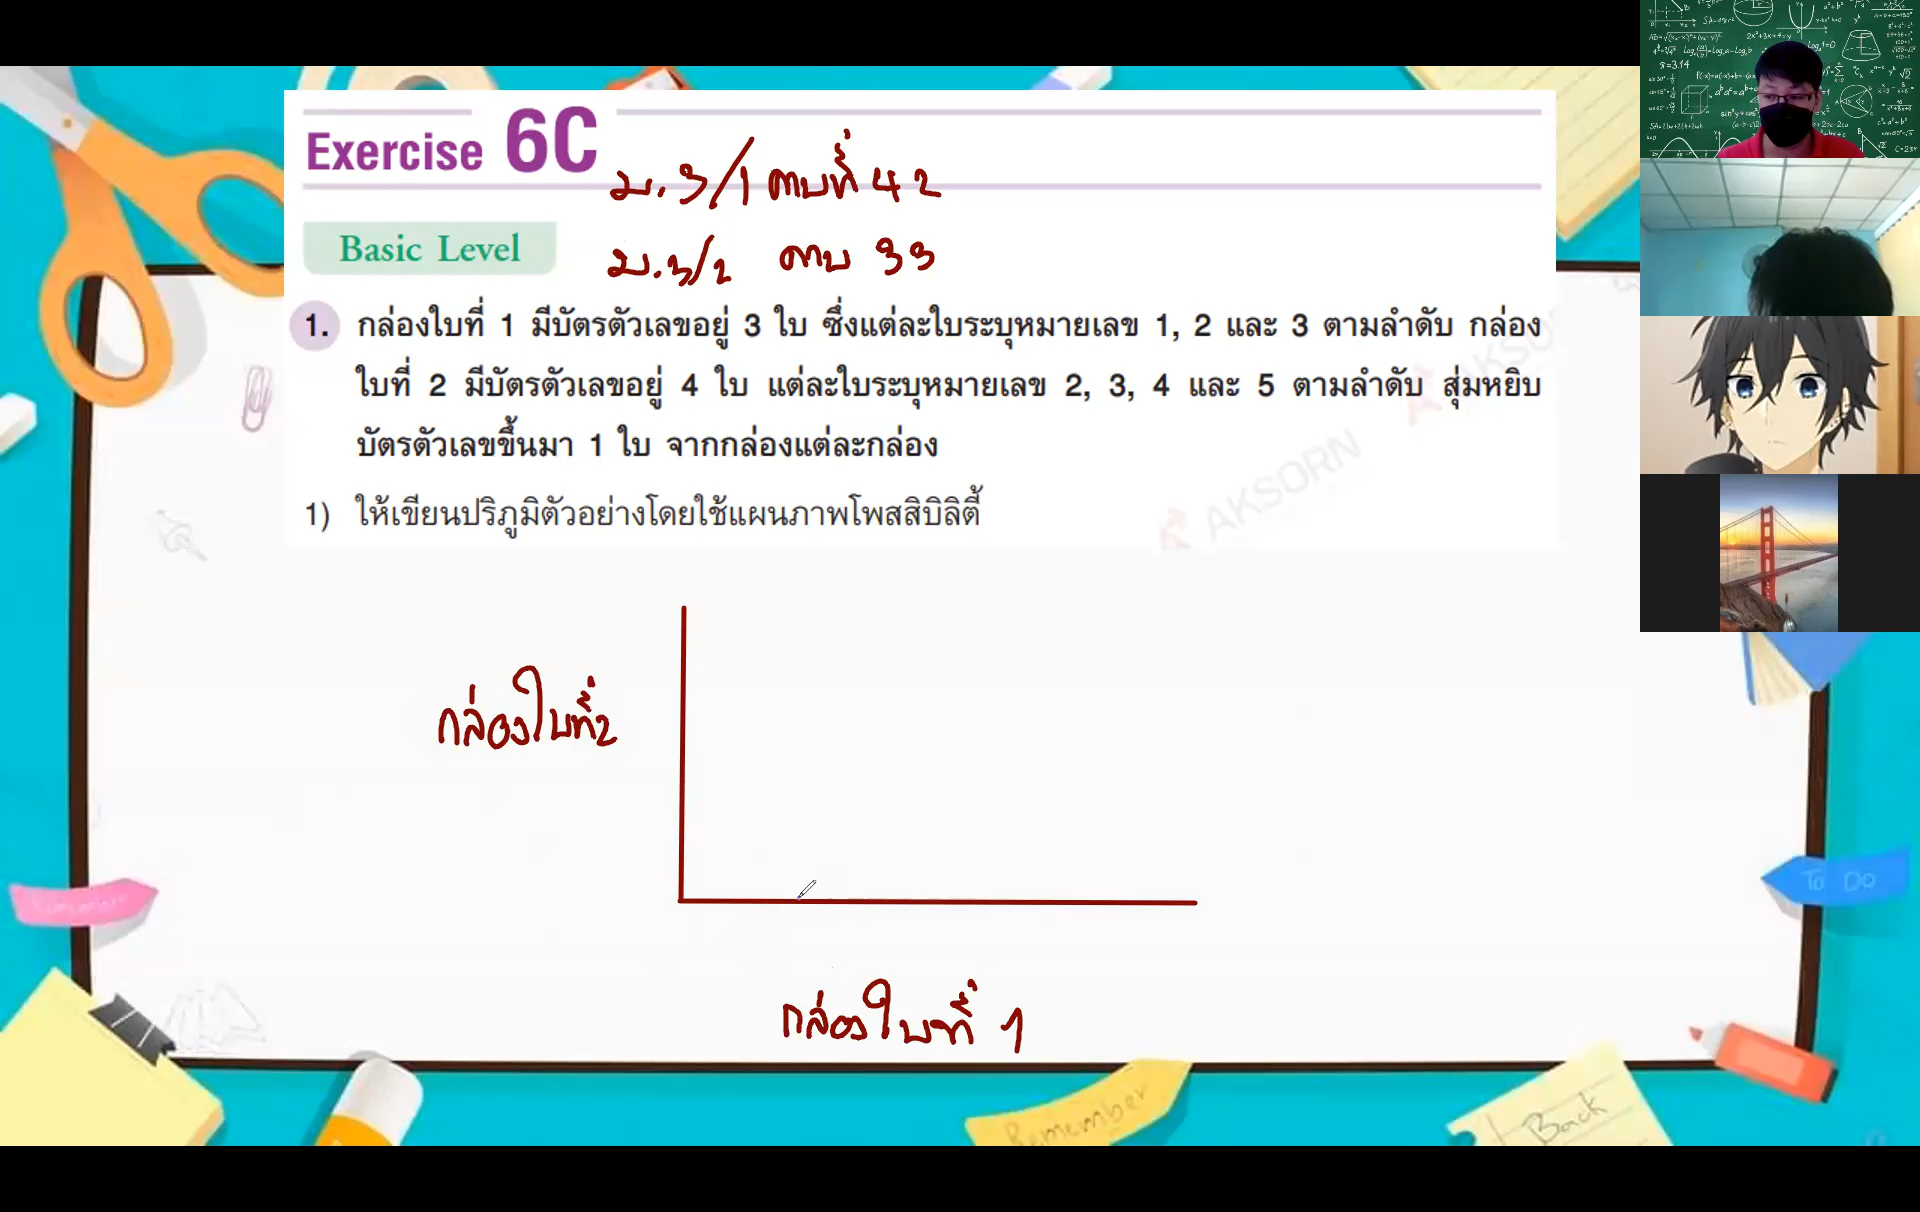 Exercise 6C
ม.3/1 คาบที่ 42
Basic Level
ม.3/2 คาบ 33
1. กล่องใบที่ 1 มีบัตรตัวเลขอยู่ 3 ใบ ซึ่งแต่ละใบระบุหมายเลข 1, 2 และ 3 ตามลำดับ กล่อง
ใบที่ 2 มีบัตรตัวเลขอยู่ 4 ใบ แต่ละใบระบุหมายเลข 2, 3, 4 และ 5 ตามลำดับ สุ่มหยิบ
บัตรตัวเลขขึ้นมา 1 ใบ จากกล่องแต่ละกล่อง
AKSORN
1) ให้เขียนปริภูมิตัวอย่างโดยใช้แผนภาพโพสสิบิลิตี้
กล่องใบที่2
To Do
กล่องใบที่ 1
Remember
Back